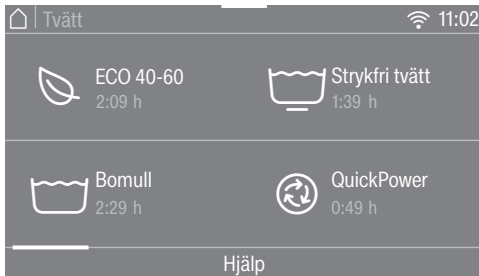 Tvätt 11:02
ECO 40-60
2:09 h
Strykfri tvätt
1:39 h
Bomull
2:29 h
QuickPower
0:49 h
Hjälp